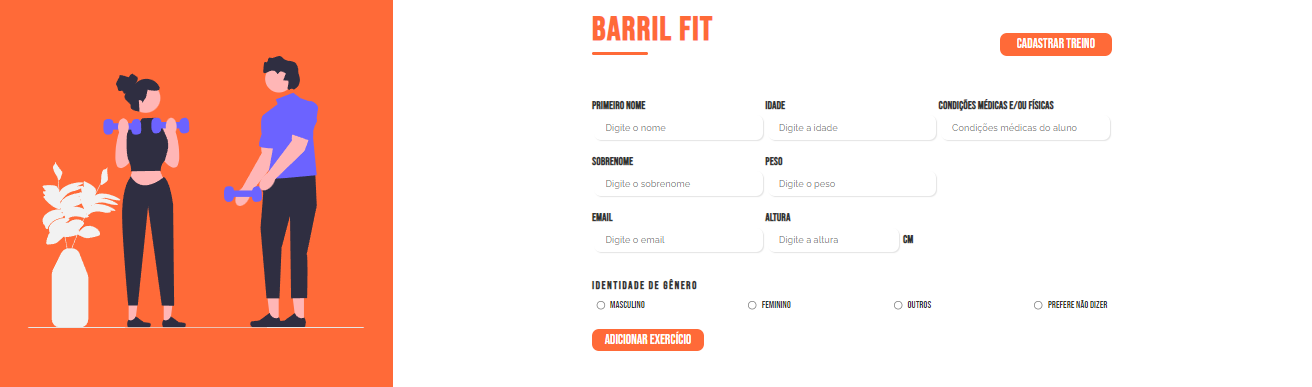 BARRIL FIT
CADASTRAR TREINO
PRIMEIRO NOME IDADE CONDIÇÕES MÉDICAS E/OU FÍSICAS
Digite o nome Digite a idade Condições médicas do aluno
SOBRENOME PESO
Digite o sobrenome Digite o peso
EMAIL ALTURA
Digite o email Digite a altura CM
IDENTIDADE DE GÊNERO
MASCULINO FEMININO OUTROS PREFERE NÃO DIZER
ADICIONAR EXERCÍCIO